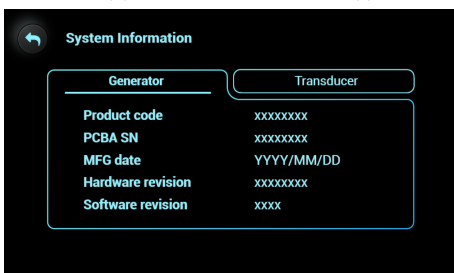 System Information
Generator Transducer
Product code xxxxxxxx
PCBA SN xxxxxxxx
MFG date YYYY/MM/DD
Hardware revision xxxxxxxx
Software revision xxxx